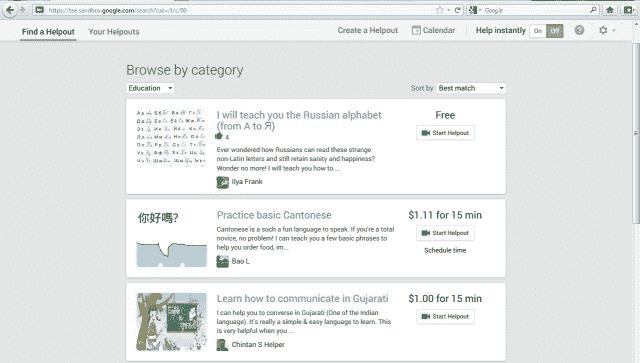 https://tee.sandbox.google.com/search?cat=/t/c/00
Google
Find a Helpout
Your Helpouts
Create a Helpout
Calendar
Help instantly
On
Off
Browse by category
Education
Sort by
Best match
I will teach you the Russian alphabet
(from A to Я)
4
Ever wondered how Russians can read these strange
non-Latin letters and still retain sanity and happiness?
Wonder no more! I will teach you how to ...
Ilya Frank
Free
Start Helpout
你好嗎?
Practice basic Cantonese
Cantonese is a such a fun language to speak. If you're a total
novice, no problem! I can teach you a few basic phrases to
help you order food, im...
Bao L
$1.11 for 15 min
Start Helpout
Schedule time
Learn how to communicate in Gujarati
I can help you to converse in Gujarati (One of the Indian
language). It's really a simple & easy language to learn. This
is very helpful when you ...
Chintan S Helper
$1.00 for 15 min
Start Helpout